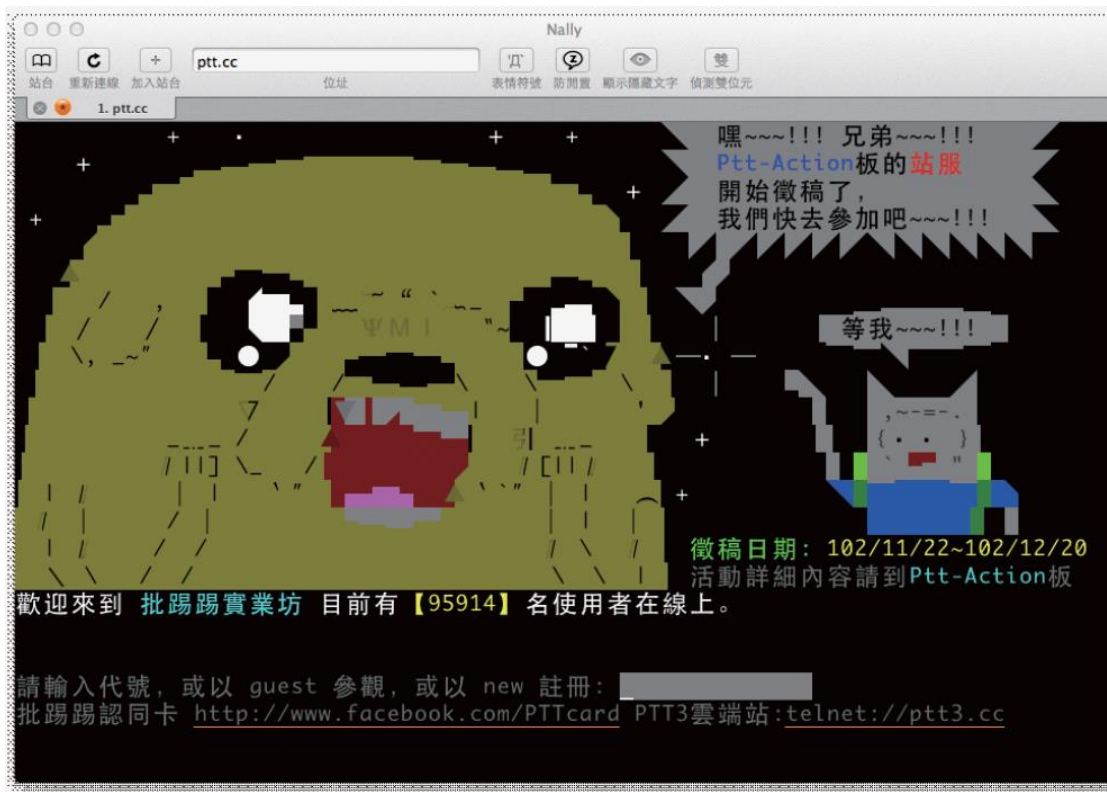 Nally
ptt.cc
站台 重新連線 加入站台 位址 表情符號 防閒置 顯示隱藏文字 偵測雙位元
雙
1. ptt.cc
嘿~~~!!! 兄弟~~~!!!
Ptt-Action板的站服
開始徵稿了,
我們快去參加吧~~~!!!
等我~~~!!!
徵稿日期: 102/11/22~102/12/20
活動詳細內容請到Ptt-Action板
歡迎來到 批踢踢實業坊 目前有【95914】名使用者在線上。
請輸入代號, 或以 guest 參觀, 或以 new 註冊:
批踢踢認同卡 http://www.facebook.com/PTTcard PTT3雲端站:telnet://ptt3.cc